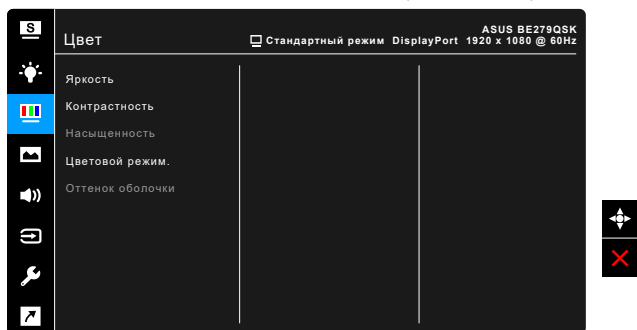 S
Цвет
ASUS BE279QSK
Стандартный режим DisplayPort 1920 x 1080 @ 60Hz
Яркость
Контрастность
Насыщенность
Цветовой режим.
Оттенок оболочки